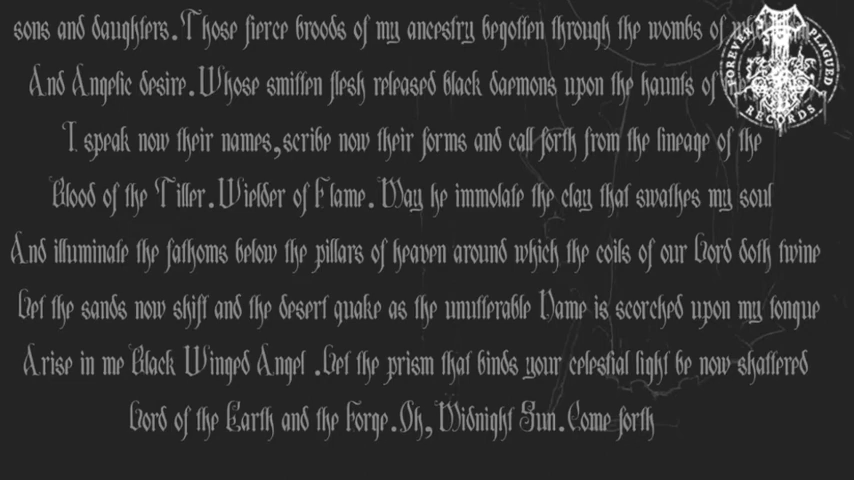 sons and daughters.Those fierce broods of my ancestry begotten through the wombs of
And Angelic desire.Whose smitten flesh released black daemons upon the haunts of
I speak now their names,scribe now their forms and call forth from the lineage of the
Blood of the Tiller.Wielder of Flame.May he immolate the clay that swathes my soul
And illuminate the fathoms below the pillars of heaven around which the coils of our Lord doth twine
Let the sands now shift and the desert quake as the unutterable Name is scorched upon my tongue
Arise in me Black Winged Angel .Let the prism that binds your celestial light be now shattered
Lord of the Earth and the Forge.Oh, Midnight Sun.Come forth
FOREVER PLAGUED RECORDS